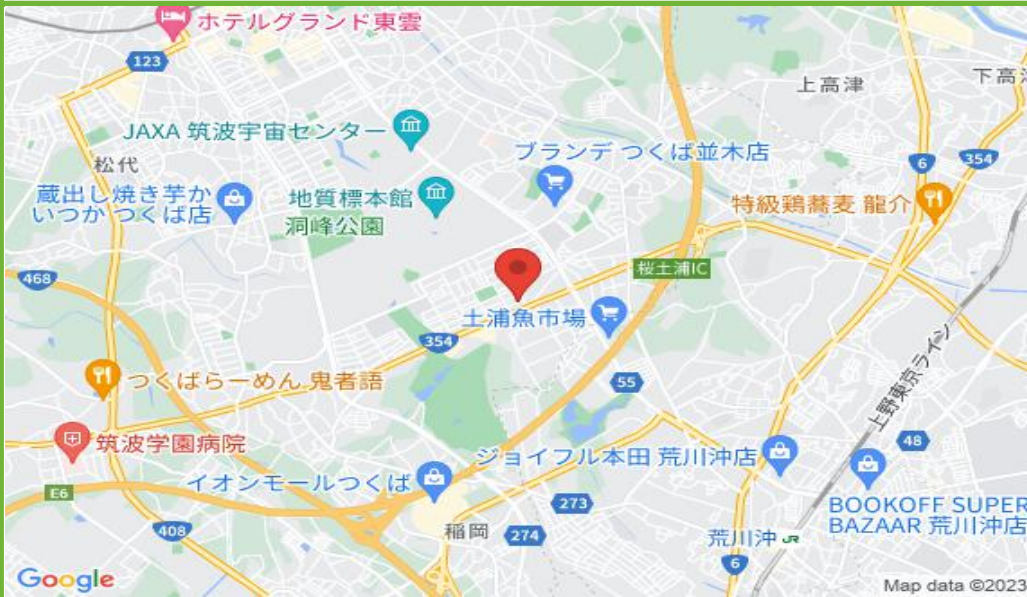 ホテルグランド東雲
123
上高津
下高
JAXA 筑波宇宙センター
松代
ブランデ つくば並木店
6
354
蔵出し焼き芋か
いつか つくば店
地質標本館
洞峰公園
特級鶏蕎麦 龍介
468
桜土浦IC
土浦魚市場
354
つくばらーめん 鬼者語
55
上野東京ライン
筑波学園病院
ジョイフル本田 荒川沖店
48
イオンモールつくば
E6
273
BOOKOFF SUPER
BAZAAR 荒川沖店
408
稲岡
274
荒川沖 JR
6
Google
Map data ©2023